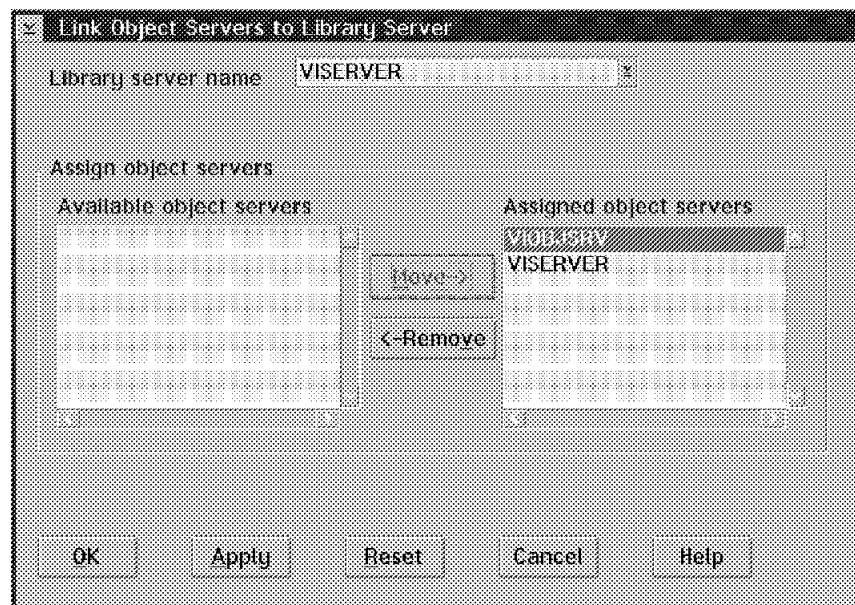 Link Object Servers to Library Server
Library server name VISERVER
Assign object servers
Available object servers
Assigned object servers
VIOBJSRV
VISERVER
Move->
<-Remove
OK Apply Reset Cancel Help